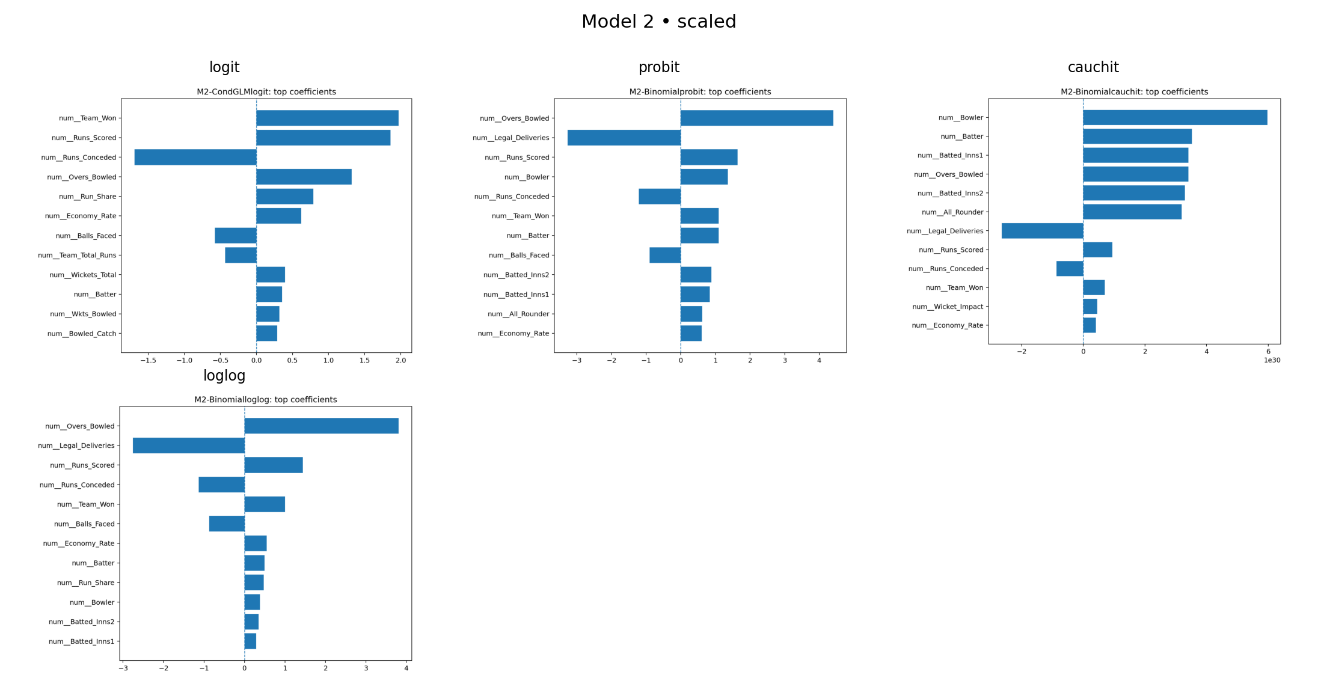 Model 2 • scaled
logit
M2-CondGLMlogit: top coefficients
num__Team_Won
num__Runs_Scored
num__Runs_Conceded
num__Overs_Bowled
num__Run_Share
num__Economy_Rate
num__Balls_Faced
num__Team_Total_Runs
num__Wickets_Total
num__Batter
num__Wkts_Bowled
num__Bowled_Catch
−1.5 −1.0 −0.5 0.0 0.5 1.0 1.5 2.0
probit
M2-Binomialprobit: top coefficients
num__Overs_Bowled
num__Legal_Deliveries
num__Runs_Scored
num__Bowler
num__Runs_Conceded
num__Team_Won
num__Batter
num__Balls_Faced
num__Batted_Inns2
num__Batted_Inns1
num__All_Rounder
num__Economy_Rate
−3 −2 −1 0 1 2 3 4
cauchit
M2-Binomialcauchit: top coefficients
num__Bowler
num__Batter
num__Batted_Inns1
num__Overs_Bowled
num__Batted_Inns2
num__All_Rounder
num__Legal_Deliveries
num__Runs_Scored
num__Runs_Conceded
num__Team_Won
num__Wicket_Impact
num__Economy_Rate
−2 0 2 4 6
1e30
loglog
M2-Binomialloglog: top coefficients
num__Overs_Bowled
num__Legal_Deliveries
num__Runs_Scored
num__Runs_Conceded
num__Team_Won
num__Balls_Faced
num__Economy_Rate
num__Batter
num__Run_Share
num__Bowler
num__Batted_Inns2
num__Batted_Inns1
−3 −2 −1 0 1 2 3 4